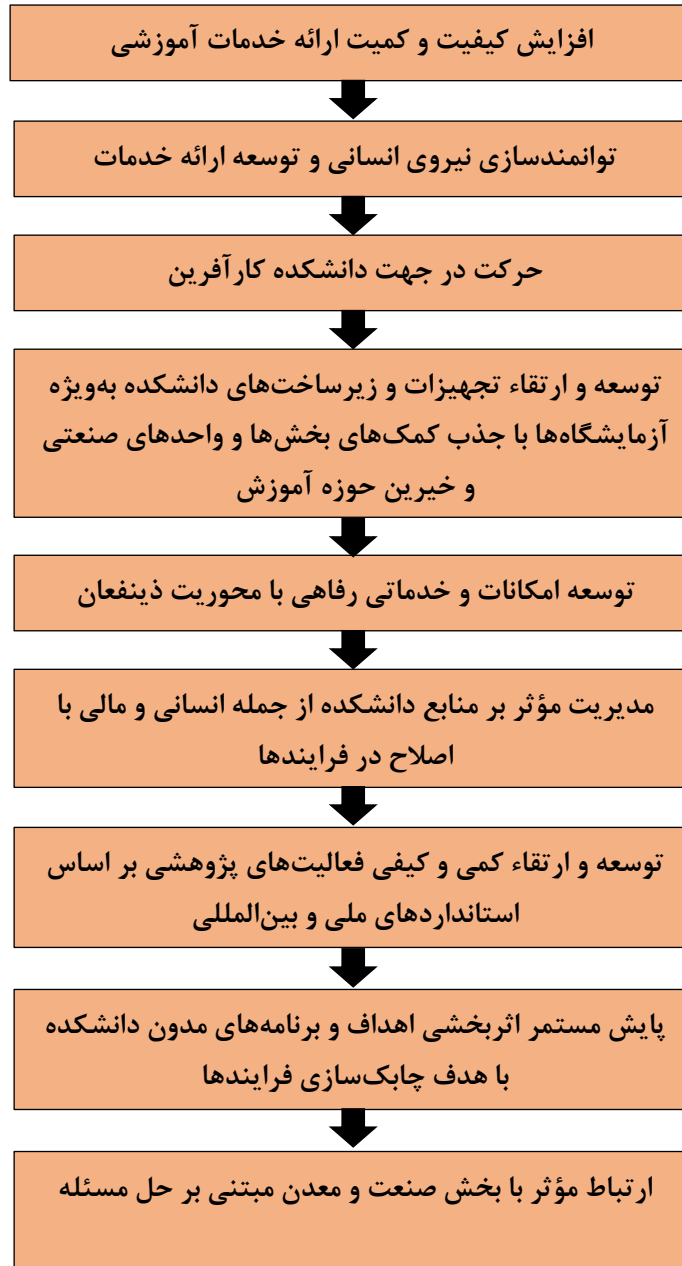 افزایش کیفیت و کمیت ارائه خدمات آموزشی
توانمندسازی نیروی انسانی و توسعه ارائه خدمات
حرکت در جهت دانشکده کارآفرین
توسعه و ارتقاء تجهیزات و زیرساخت‌های دانشکده به‌ویژه
آزمایشگاه‌ها با جذب کمک‌های بخش‌ها و واحدهای صنعتی
و خیرین حوزه آموزش
توسعه امکانات و خدماتی رفاهی با محوریت ذینفعان
مدیریت مؤثر بر منابع دانشکده از جمله انسانی و مالی با
اصلاح در فرایندها
توسعه و ارتقاء کمی و کیفی فعالیت‌های پژوهشی بر اساس
استانداردهای ملی و بین‌المللی
پایش مستمر اثربخشی اهداف و برنامه‌های مدون دانشکده
با هدف چابک‌سازی فرایندها
ارتباط مؤثر با بخش صنعت و معدن مبتنی بر حل مسئله